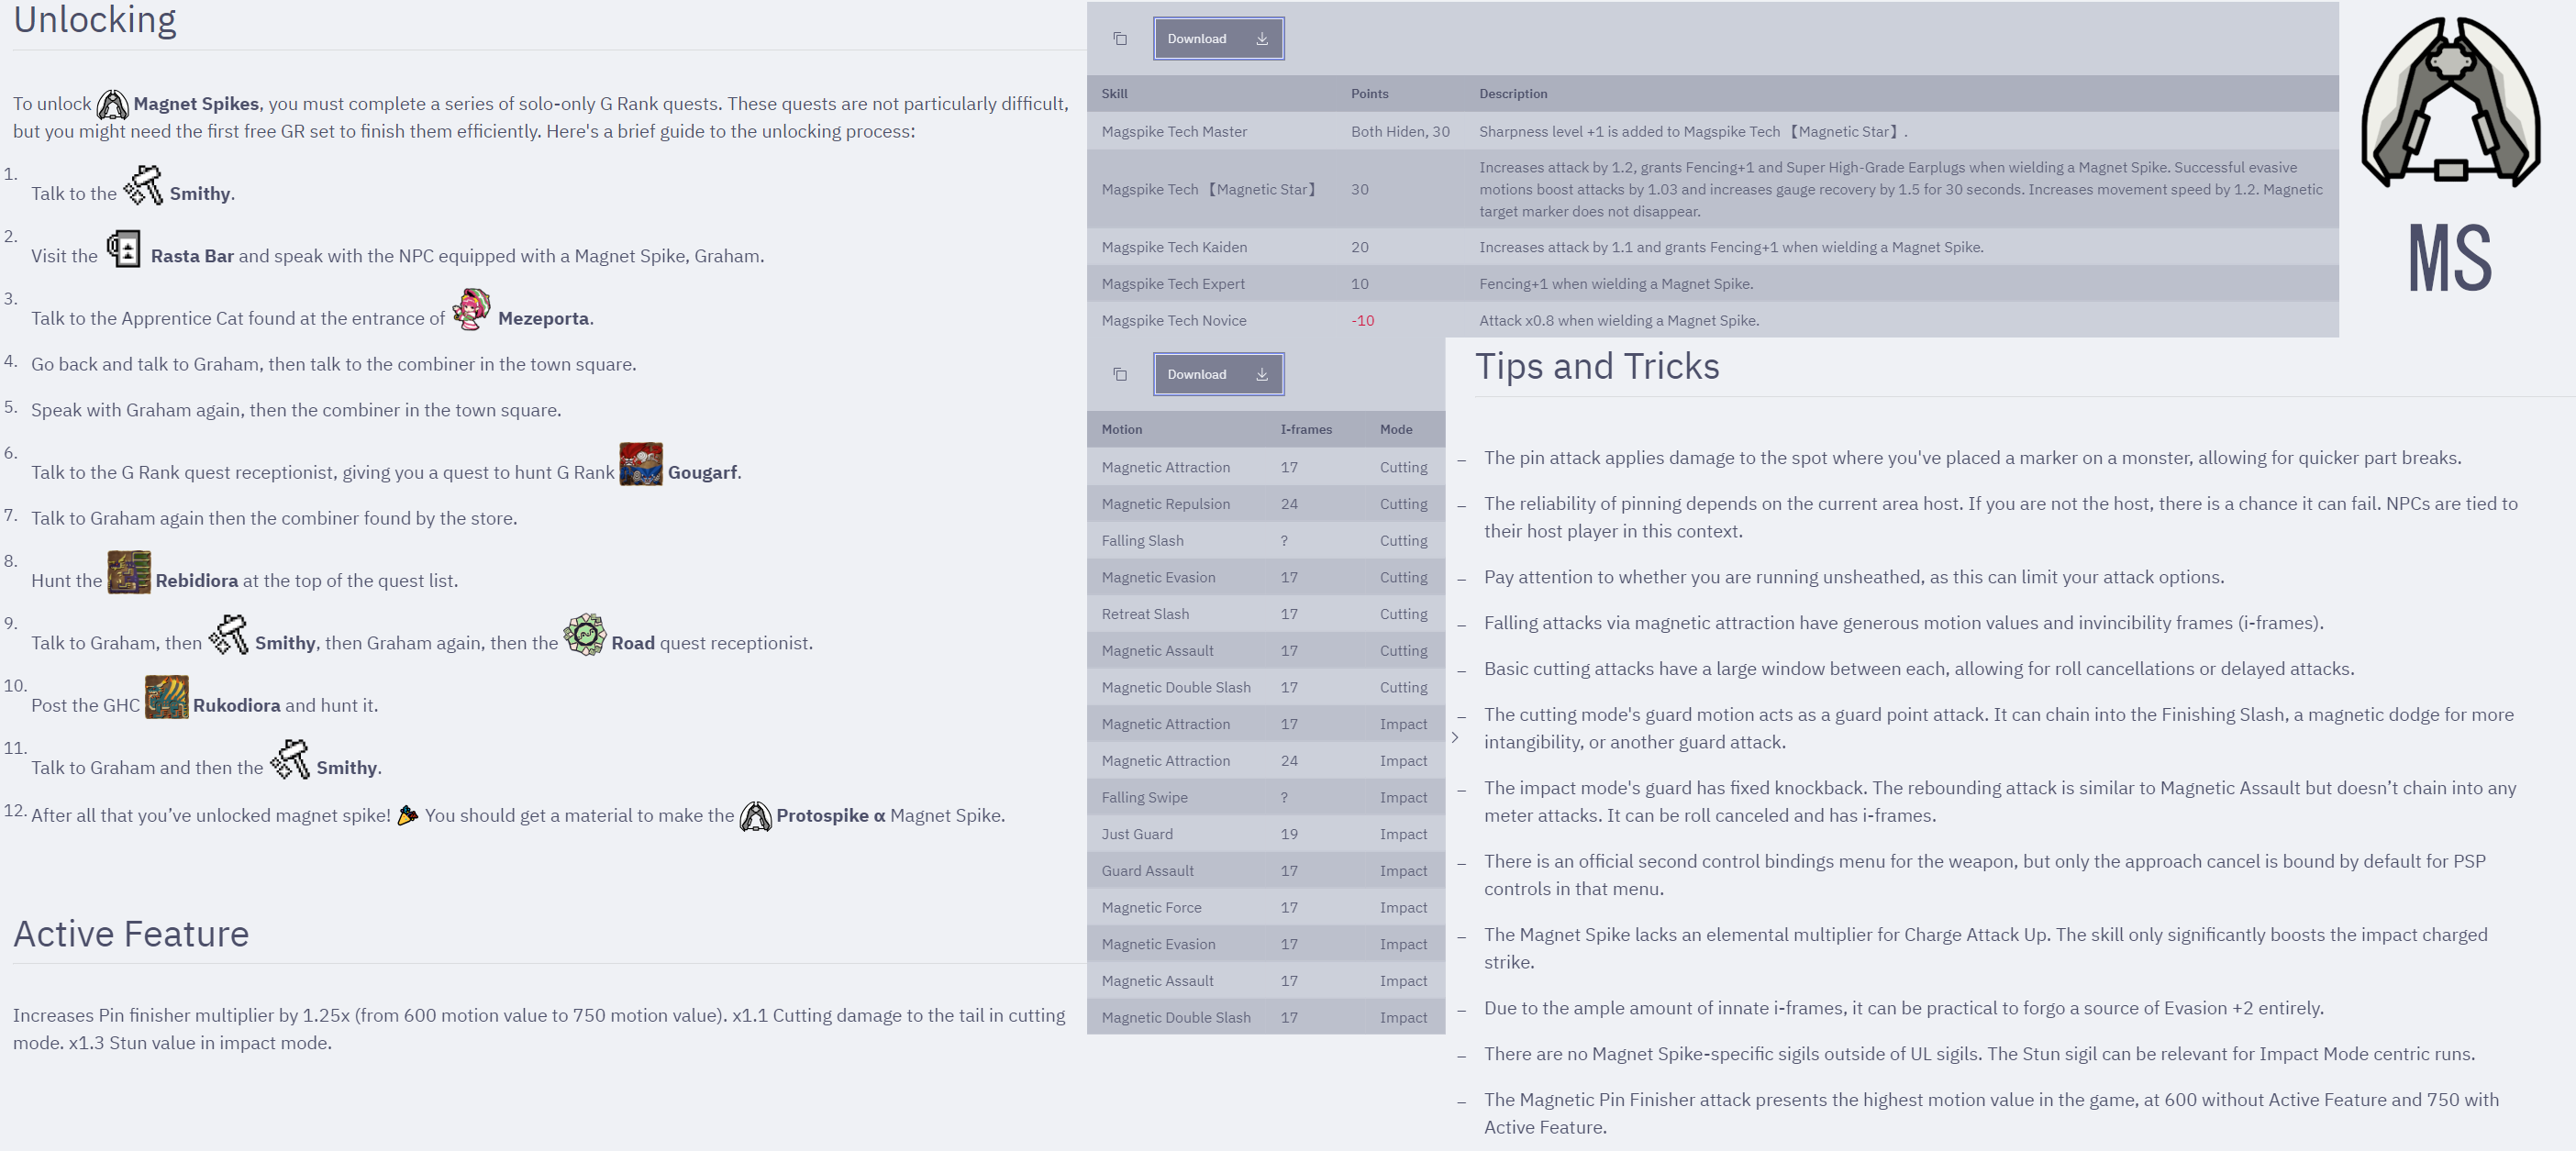 Unlocking
To unlock Magnet Spikes, you must complete a series of solo-only G Rank quests. These quests are not particularly difficult,
but you might need the first free GR set to finish them efficiently. Here's a brief guide to the unlocking process:
1. Talk to the Smithy.
2. Visit the Rasta Bar and speak with the NPC equipped with a Magnet Spike, Graham.
3. Talk to the Apprentice Cat found at the entrance of Mezeporta.
4. Go back and talk to Graham, then talk to the combiner in the town square.
5. Speak with Graham again, then the combiner in the town square.
6. Talk to the G Rank quest receptionist, giving you a quest to hunt G Rank Gougarf.
7. Talk to Graham again then the combiner found by the store.
8. Hunt the Rebidiora at the top of the quest list.
9. Talk to Graham, then Smithy, then Graham again, then the Road quest receptionist.
10. Post the GHC Rukodiora and hunt it.
11. Talk to Graham and then the Smithy.
12. After all that you’ve unlocked magnet spike! You should get a material to make the Protospike α Magnet Spike.
Active Feature
Increases Pin finisher multiplier by 1.25x (from 600 motion value to 750 motion value). x1.1 Cutting damage to the tail in cutting
mode. x1.3 Stun value in impact mode.
Download
Skill Points Description
Magspike Tech Master Both Hiden, 30 Sharpness level +1 is added to Magspike Tech 【Magnetic Star】.
Magspike Tech 【Magnetic Star】 30 Increases attack by 1.2, grants Fencing+1 and Super High-Grade Earplugs when wielding a Magnet Spike. Successful evasive
motions boost attacks by 1.03 and increases gauge recovery by 1.5 for 30 seconds. Increases movement speed by 1.2. Magnetic
target marker does not disappear.
Magspike Tech Kaiden 20 Increases attack by 1.1 and grants Fencing+1 when wielding a Magnet Spike.
Magspike Tech Expert 10 Fencing+1 when wielding a Magnet Spike.
Magspike Tech Novice -10 Attack x0.8 when wielding a Magnet Spike.
MS
Download
Motion I-frames Mode
Magnetic Attraction 17 Cutting
Magnetic Repulsion 24 Cutting
Falling Slash ? Cutting
Magnetic Evasion 17 Cutting
Retreat Slash 17 Cutting
Magnetic Assault 17 Cutting
Magnetic Double Slash 17 Cutting
Magnetic Attraction 17 Impact
Magnetic Attraction 24 Impact
Falling Swipe ? Impact
Just Guard 19 Impact
Guard Assault 17 Impact
Magnetic Force 17 Impact
Magnetic Evasion 17 Impact
Magnetic Assault 17 Impact
Magnetic Double Slash 17 Impact
Tips and Tricks
– The pin attack applies damage to the spot where you've placed a marker on a monster, allowing for quicker part breaks.
– The reliability of pinning depends on the current area host. If you are not the host, there is a chance it can fail. NPCs are tied to
their host player in this context.
– Pay attention to whether you are running unsheathed, as this can limit your attack options.
– Falling attacks via magnetic attraction have generous motion values and invincibility frames (i-frames).
– Basic cutting attacks have a large window between each, allowing for roll cancellations or delayed attacks.
– The cutting mode's guard motion acts as a guard point attack. It can chain into the Finishing Slash, a magnetic dodge for more
intangibility, or another guard attack.
– The impact mode's guard has fixed knockback. The rebounding attack is similar to Magnetic Assault but doesn’t chain into any
meter attacks. It can be roll canceled and has i-frames.
– There is an official second control bindings menu for the weapon, but only the approach cancel is bound by default for PSP
controls in that menu.
– The Magnet Spike lacks an elemental multiplier for Charge Attack Up. The skill only significantly boosts the impact charged
strike.
– Due to the ample amount of innate i-frames, it can be practical to forgo a source of Evasion +2 entirely.
– There are no Magnet Spike-specific sigils outside of UL sigils. The Stun sigil can be relevant for Impact Mode centric runs.
– The Magnetic Pin Finisher attack presents the highest motion value in the game, at 600 without Active Feature and 750 with
Active Feature.